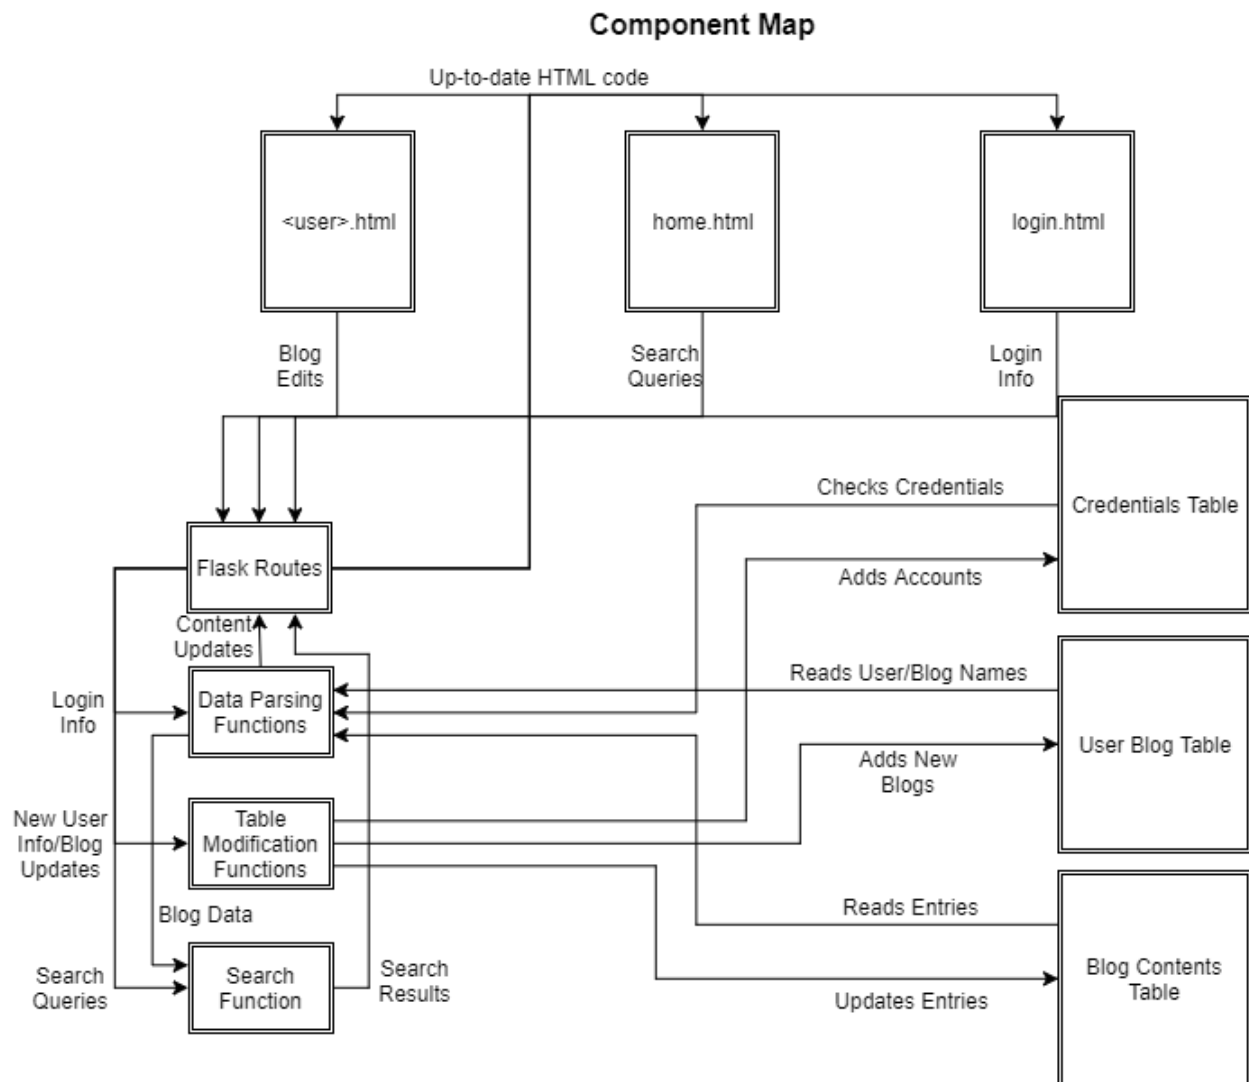 Component Map
Up-to-date HTML code
<user>.html
home.html
login.html
Blog
Edits
Search
Queries
Login
Info
Checks Credentials
Credentials Table
Flask Routes
Adds Accounts
Content
Updates
Reads User/Blog Names
Login
Info
Data Parsing
Functions
User Blog Table
Adds New
Blogs
New User
Info/Blog
Updates
Table
Modification
Functions
Blog Data
Reads Entries
Search
Queries
Search
Function
Search
Results
Blog Contents
Table
Updates Entries